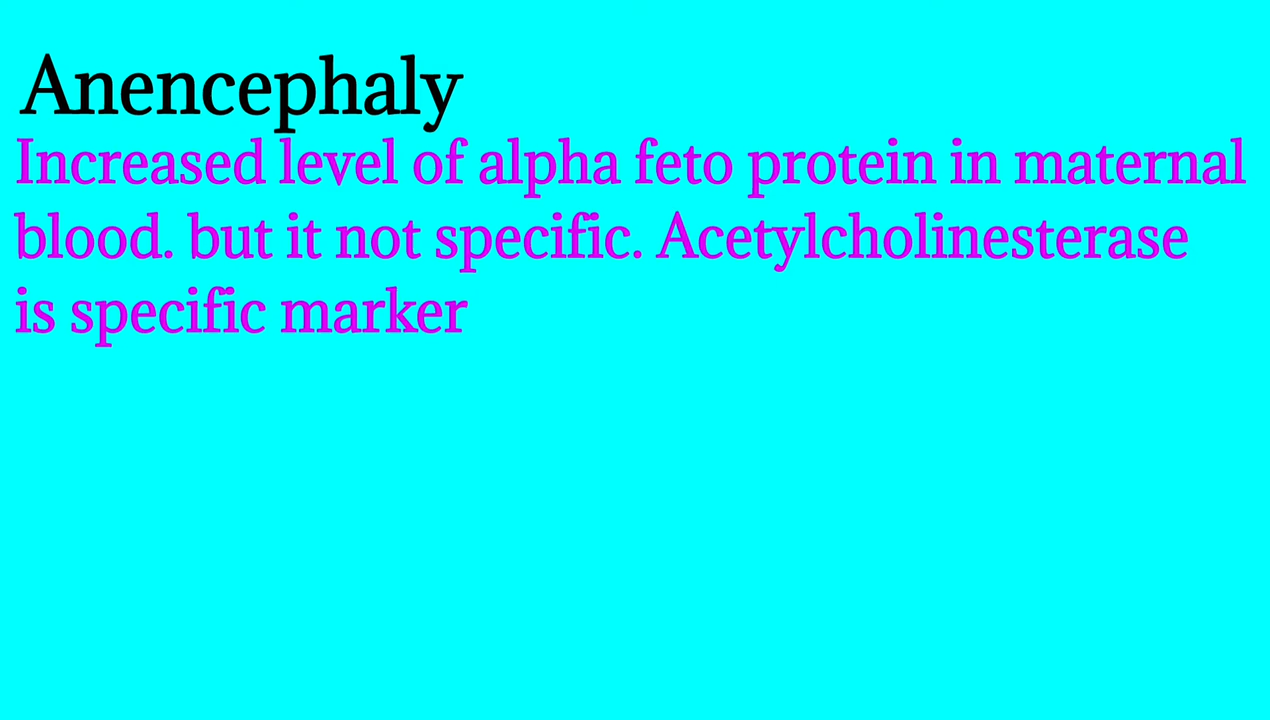 Anencephaly
Increased level of alpha feto protein in maternal
blood. but it not specific. Acetylcholinesterase
is specific marker